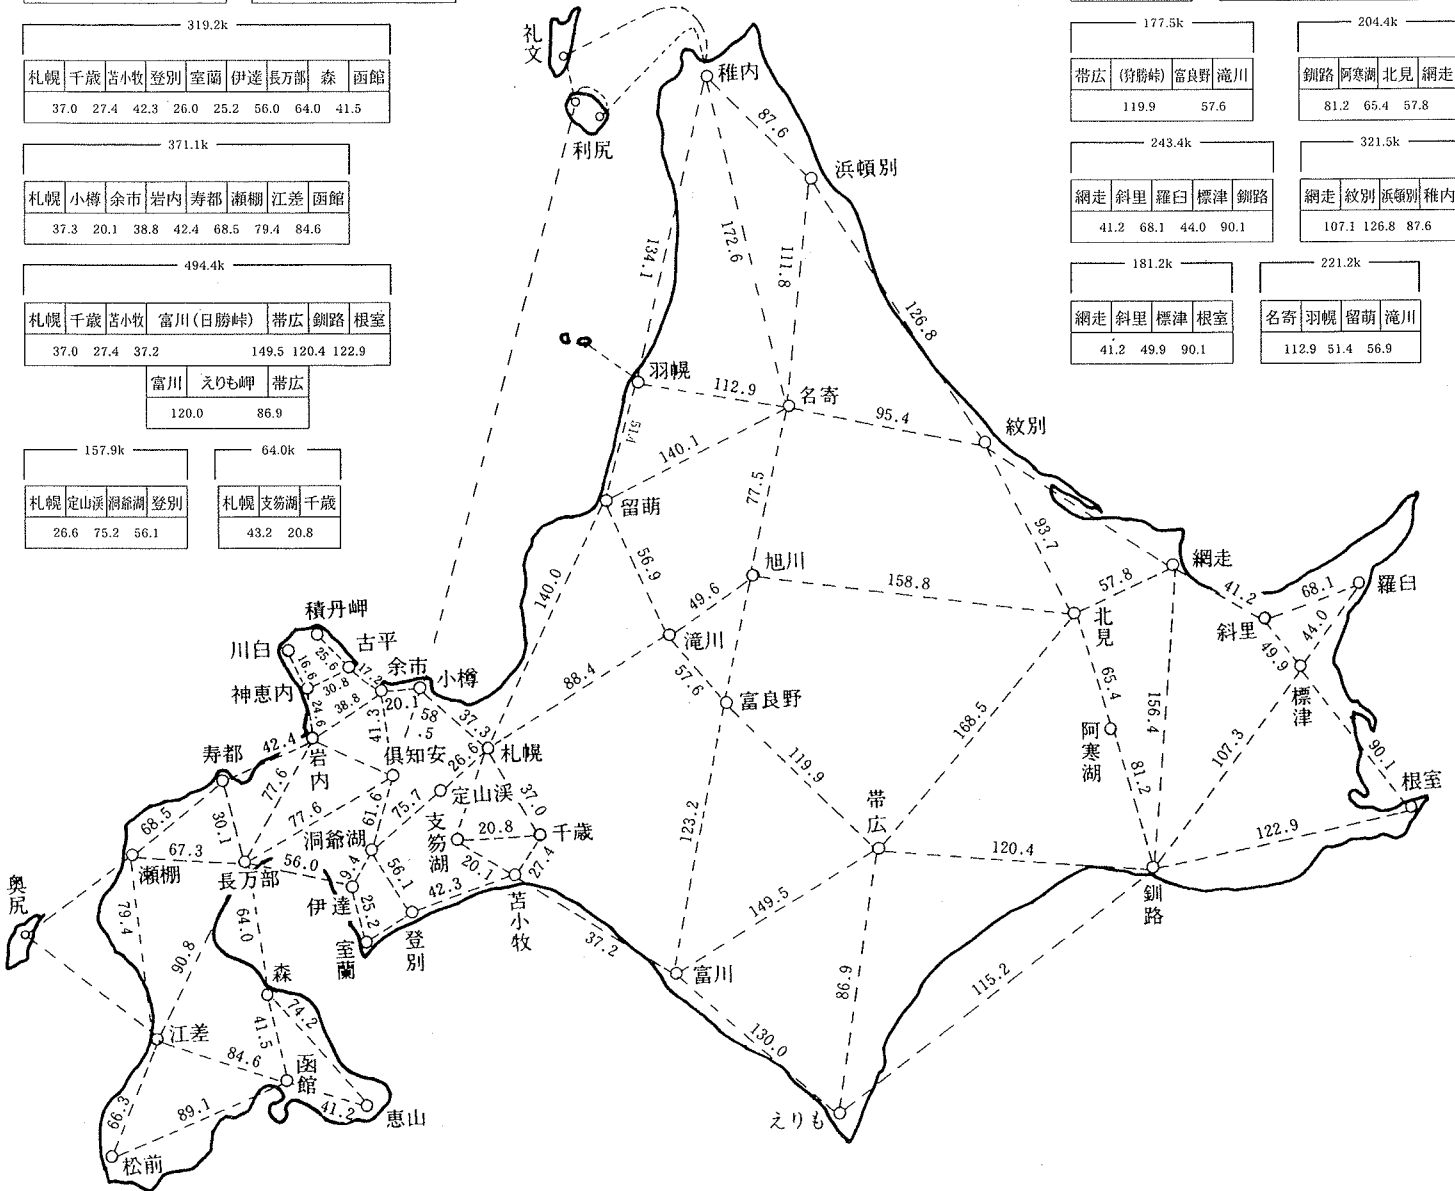 319.2k
札幌 千歳 苫小牧 登別 室蘭 伊達 長万部 森 函館
37.0 27.4 42.3 26.0 25.2 56.0 64.0 41.5
371.1k
札幌 小樽 余市 岩内 寿都 瀬棚 江差 函館
37.3 20.1 38.8 42.4 68.5 79.4 84.6
494.4k
札幌 千歳 苫小牧 富川(日勝峠) 帯広 釧路 根室
37.0 27.4 37.2 149.5 120.4 122.9
富川 えりも岬 帯広
120.0 86.9
157.9k
札幌 定山渓 洞爺湖 登別
26.6 75.2 56.1
64.0k
札幌 支笏湖 千歳
43.2 20.8
177.5k
帯広 (狩勝峠) 富良野 滝川
119.9 57.6
204.4k
釧路 阿寒湖 北見 網走
81.2 65.4 57.8
243.4k
網走 斜里 羅臼 標津 釧路
41.2 68.1 44.0 90.1
321.5k
網走 紋別 浜頓別 稚内
107.1 126.8 87.6
181.2k
網走 斜里 標津 根室
41.2 49.9 90.1
221.2k
名寄 羽幌 留萌 滝川
112.9 51.4 56.9
礼文
利尻
稚内
87.6
浜頓別
134.1
172.6
111.8
126.8
羽幌
112.9
名寄
95.4
紋別
51.4
140.1
77.5
93.7
留萌
56.9
140.0
旭川
49.6
158.8
57.8
網走
41.2
68.1
羅臼
北見
斜里
44.0
49.9
標津
滝川
88.4
57.6
富良野
65.4
156.4
阿寒湖
81.2
107.3
90.1
根室
122.9
168.5
119.9
123.2
帯広
120.4
釧路
149.5
86.9
115.2
富川
130.0
えりも
積丹岬
川白
古平
25.6
16.6
17.2
余市
小樽
神恵内
30.8
24.6
38.8
20.1
41.3
58.5
37.3
札幌
寿都
42.4
岩内
倶知安
26.6
定山渓
37.0
77.6
77.6
61.6
75.7
支笏湖
20.8
千歳
68.5
30.1
洞爺湖
20.1
27.4
67.3
瀬棚
長万部
56.0
9.4
56.1
42.3
苫小牧
37.2
伊達
25.2
室蘭
登別
奥尻
79.4
64.0
90.8
森
74.2
41.5
江差
84.6
函館
66.3
89.1
41.2
恵山
松前